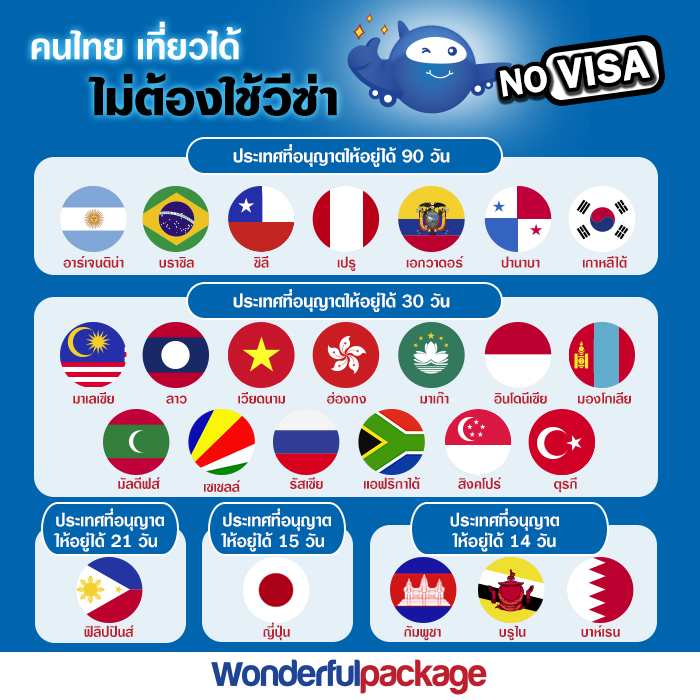 คนไทย เที่ยวได้
ไม่ต้องใช้วีซ่า
NO VISA
ประเทศที่อนุญาตให้อยู่ได้ 90 วัน
อาร์เจนติน่า บราซิล ชิลี เปรู เอกวาดอร์ ปานามา เกาหลีใต้
ประเทศที่อนุญาตให้อยู่ได้ 30 วัน
มาเลเซีย ลาว เวียดนาม ฮ่องกง มาเก๊า อินโดนีเซีย มองโกเลีย
มัลดีฟส์ เซเชลล์ รัสเซีย แอฟริกาใต้ สิงคโปร์ ตุรกี
ประเทศที่อนุญาต
ให้อยู่ได้ 21 วัน
ฟิลิปปินส์
ประเทศที่อนุญาต
ให้อยู่ได้ 15 วัน
ญี่ปุ่น
ประเทศที่อนุญาต
ให้อยู่ได้ 14 วัน
กัมพูชา บรูไน บาห์เรน
Wonderfulpackage